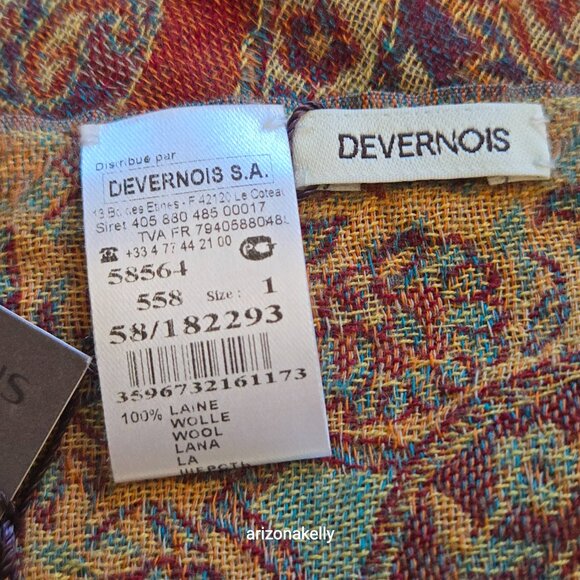 DEVERNOIS
Distribué par
DEVERNOIS S.A.
13 Bd des Etines - F 42120 Le Coteau
Siret 405 880 485 00017
TVA FR 7940588048
☎ +33 4 77 44 21 00
58564
558 Size : 1
58/182293
3596732161173
100% LAINE
WOLLE
WOOL
LANA
LA
IS
arizonakelly